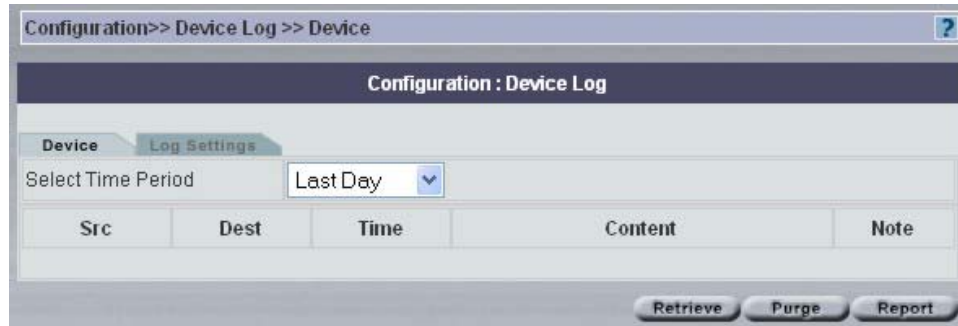 Configuration>> Device Log >> Device ?
Configuration : Device Log
Device Log Settings
Select Time Period Last Day
Src Dest Time Content Note
Retrieve Purge Report